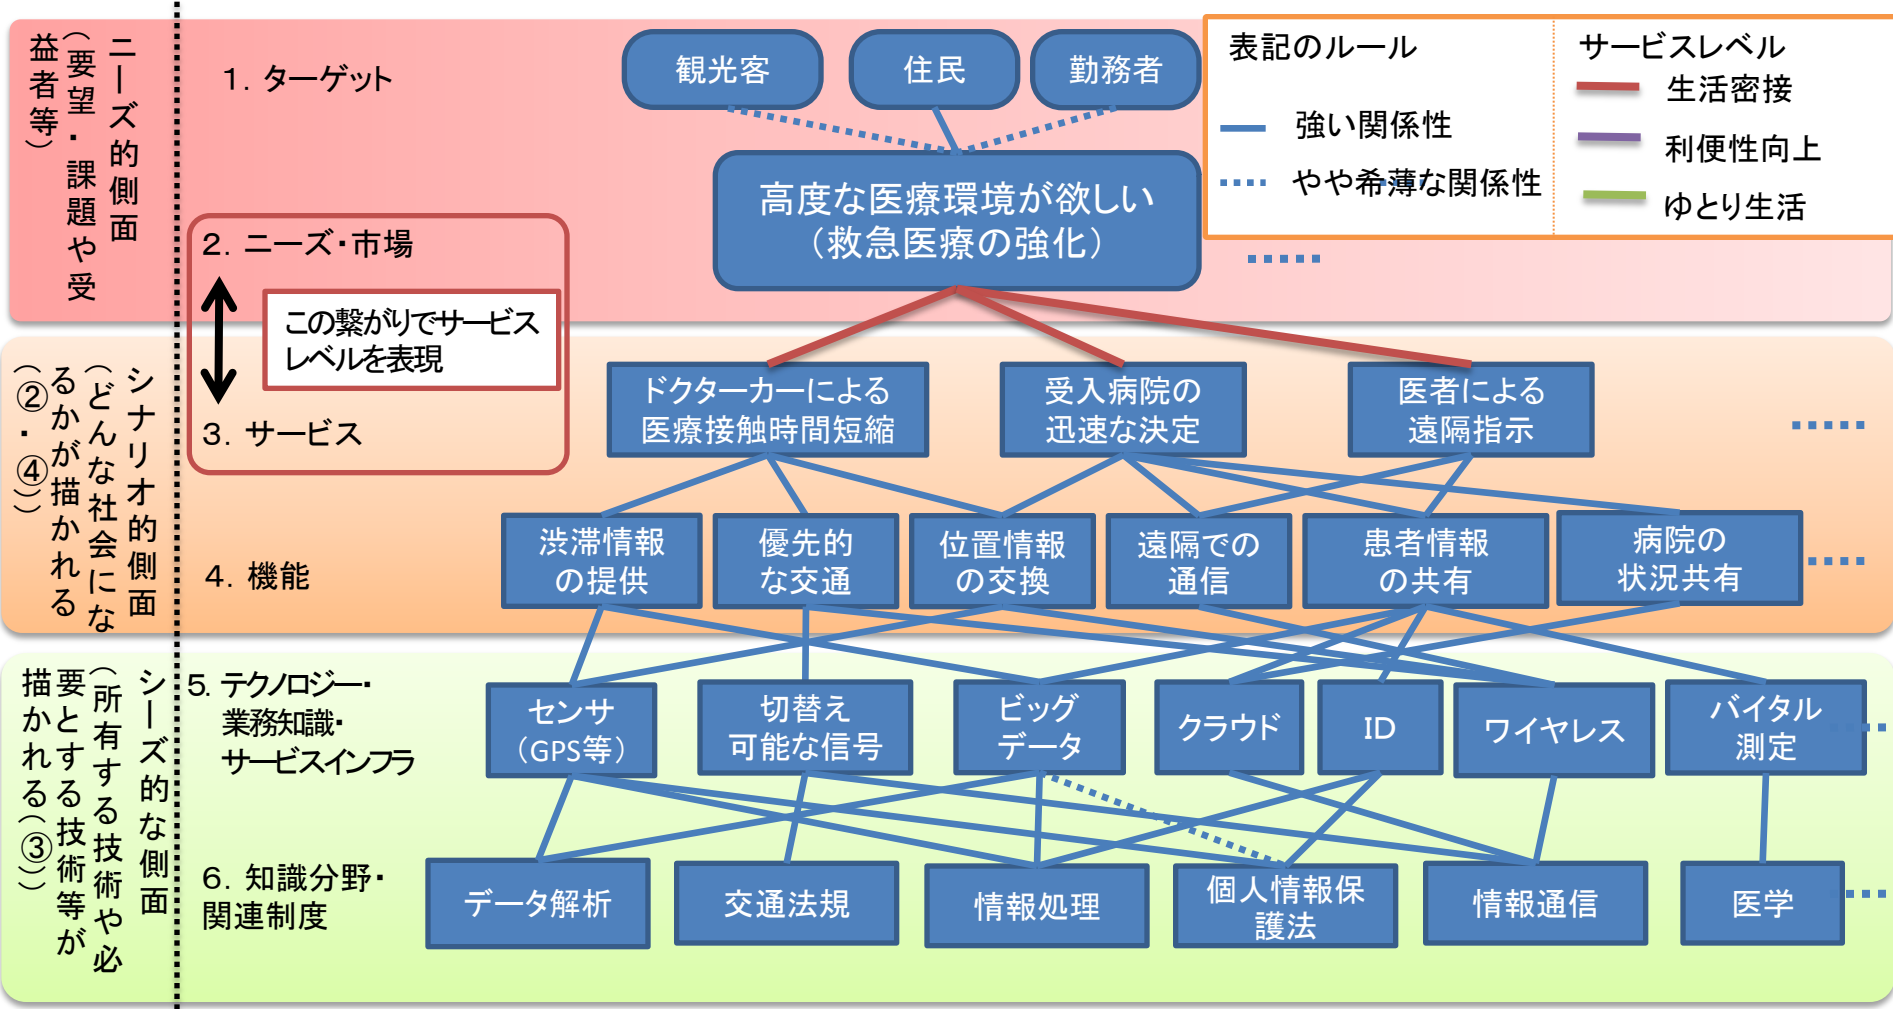 ニーズ的側面
（要望・課題や受
益者等）
1．ターゲット
観光客
住民
勤務者
表記のルール
強い関係性
やや希薄な関係性
サービスレベル
生活密接
利便性向上
ゆとり生活
高度な医療環境が欲しい
（救急医療の強化）
2．ニーズ・市場
この繋がりでサービス
レベルを表現
3．サービス
シナリオ的側面
（どんな社会にな
るかが描かれる
（②・④））
ドクターカーによる
医療接触時間短縮
受入病院の
迅速な決定
医者による
遠隔指示
4．機能
渋滞情報
の提供
優先的
な交通
位置情報
の交換
遠隔での
通信
患者情報
の共有
病院の
状況共有
シーズ的な側面
（所有する技術や必
要とする技術等が
描かれる（③））
5．テクノロジー・
業務知識・
サービスインフラ
センサ
（GPS等）
切替え
可能な信号
ビッグ
データ
クラウド
ID
ワイヤレス
バイタル
測定
6．知識分野・
関連制度
データ解析
交通法規
情報処理
個人情報保
護法
情報通信
医学